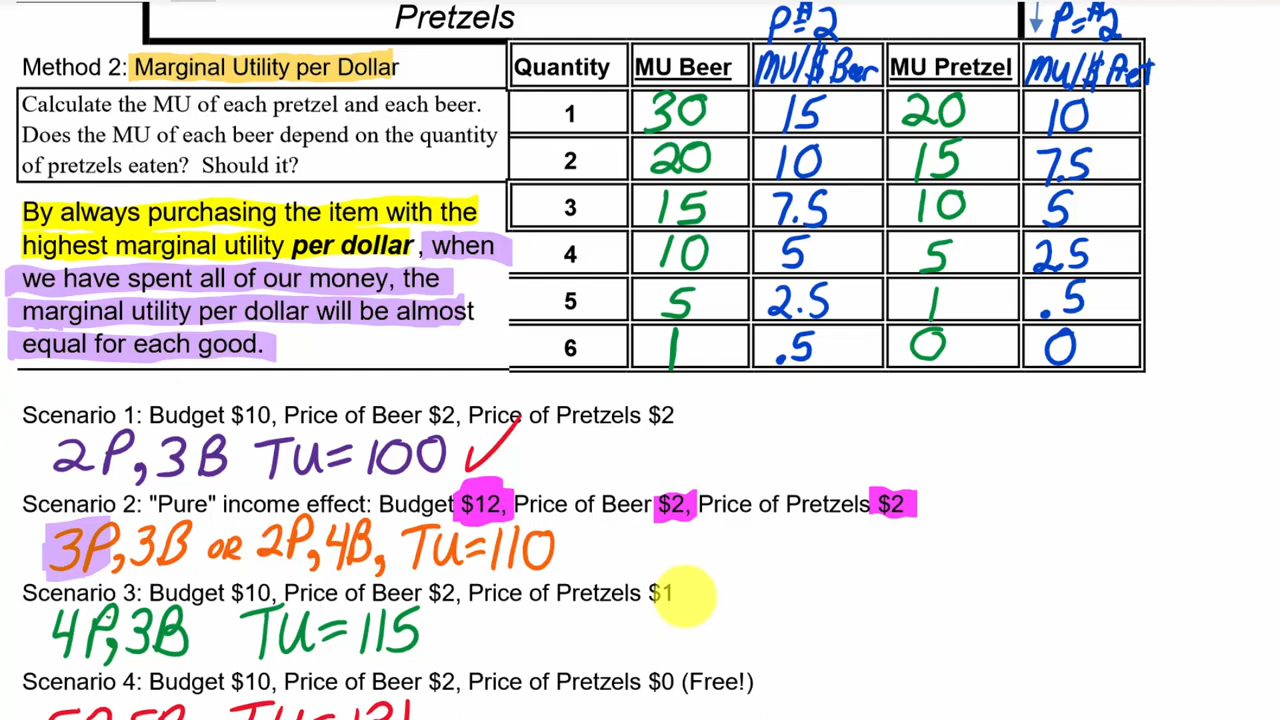 Pretzels
P=$2 ↓ P=$2
Method 2: Marginal Utility per Dollar
Calculate the MU of each pretzel and each beer.
Does the MU of each beer depend on the quantity
of pretzels eaten? Should it?
By always purchasing the item with the
highest marginal utility per dollar, when
we have spent all of our money, the
marginal utility per dollar will be almost
equal for each good.
Quantity MU Beer MU/$ Beer MU Pretzel MU/$ Pret
1 30 15 20 10
2 20 10 15 7.5
3 15 7.5 10 5
4 10 5 5 2.5
5 5 2.5 1 .5
6 1 .5 0 0
Scenario 1: Budget $10, Price of Beer $2, Price of Pretzels $2
2P, 3B TU=100 ✓
Scenario 2: "Pure" income effect: Budget $12, Price of Beer $2, Price of Pretzels $2
3P, 3B OR 2P, 4B, TU=110
Scenario 3: Budget $10, Price of Beer $2, Price of Pretzels $1
4P, 3B TU=115
Scenario 4: Budget $10, Price of Beer $2, Price of Pretzels $0 (Free!)